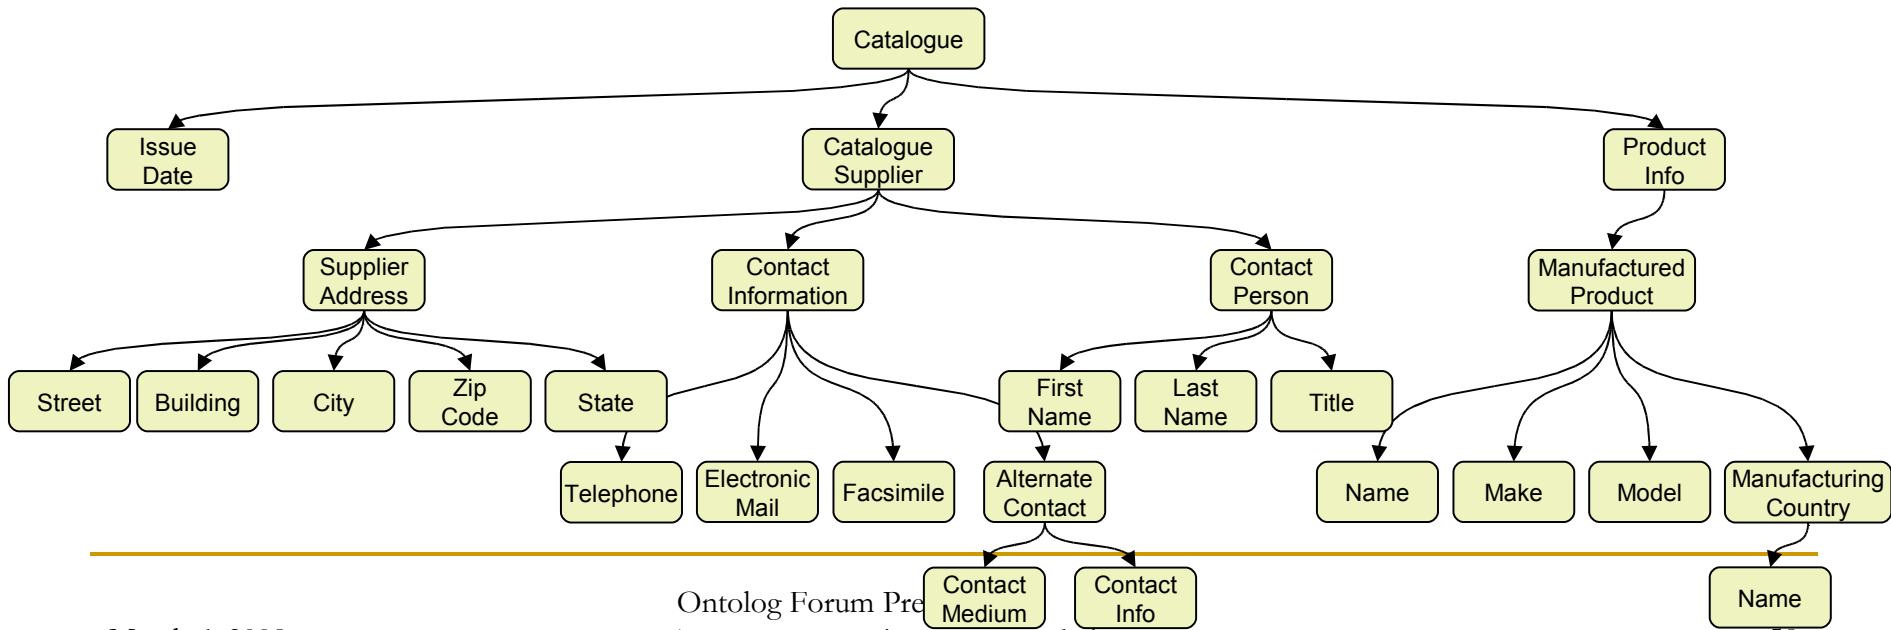 Catalogue
Issue
Date
Catalogue
Supplier
Product
Info
Supplier
Address
Contact
Information
Contact
Person
Manufactured
Product
Street
Building
City
Zip
Code
State
First
Name
Last
Name
Title
Telephone
Electronic
Mail
Facsimile
Alternate
Contact
Name
Make
Model
Manufacturing
Country
Contact
Medium
Contact
Info
Name
Ontolog Forum Pre